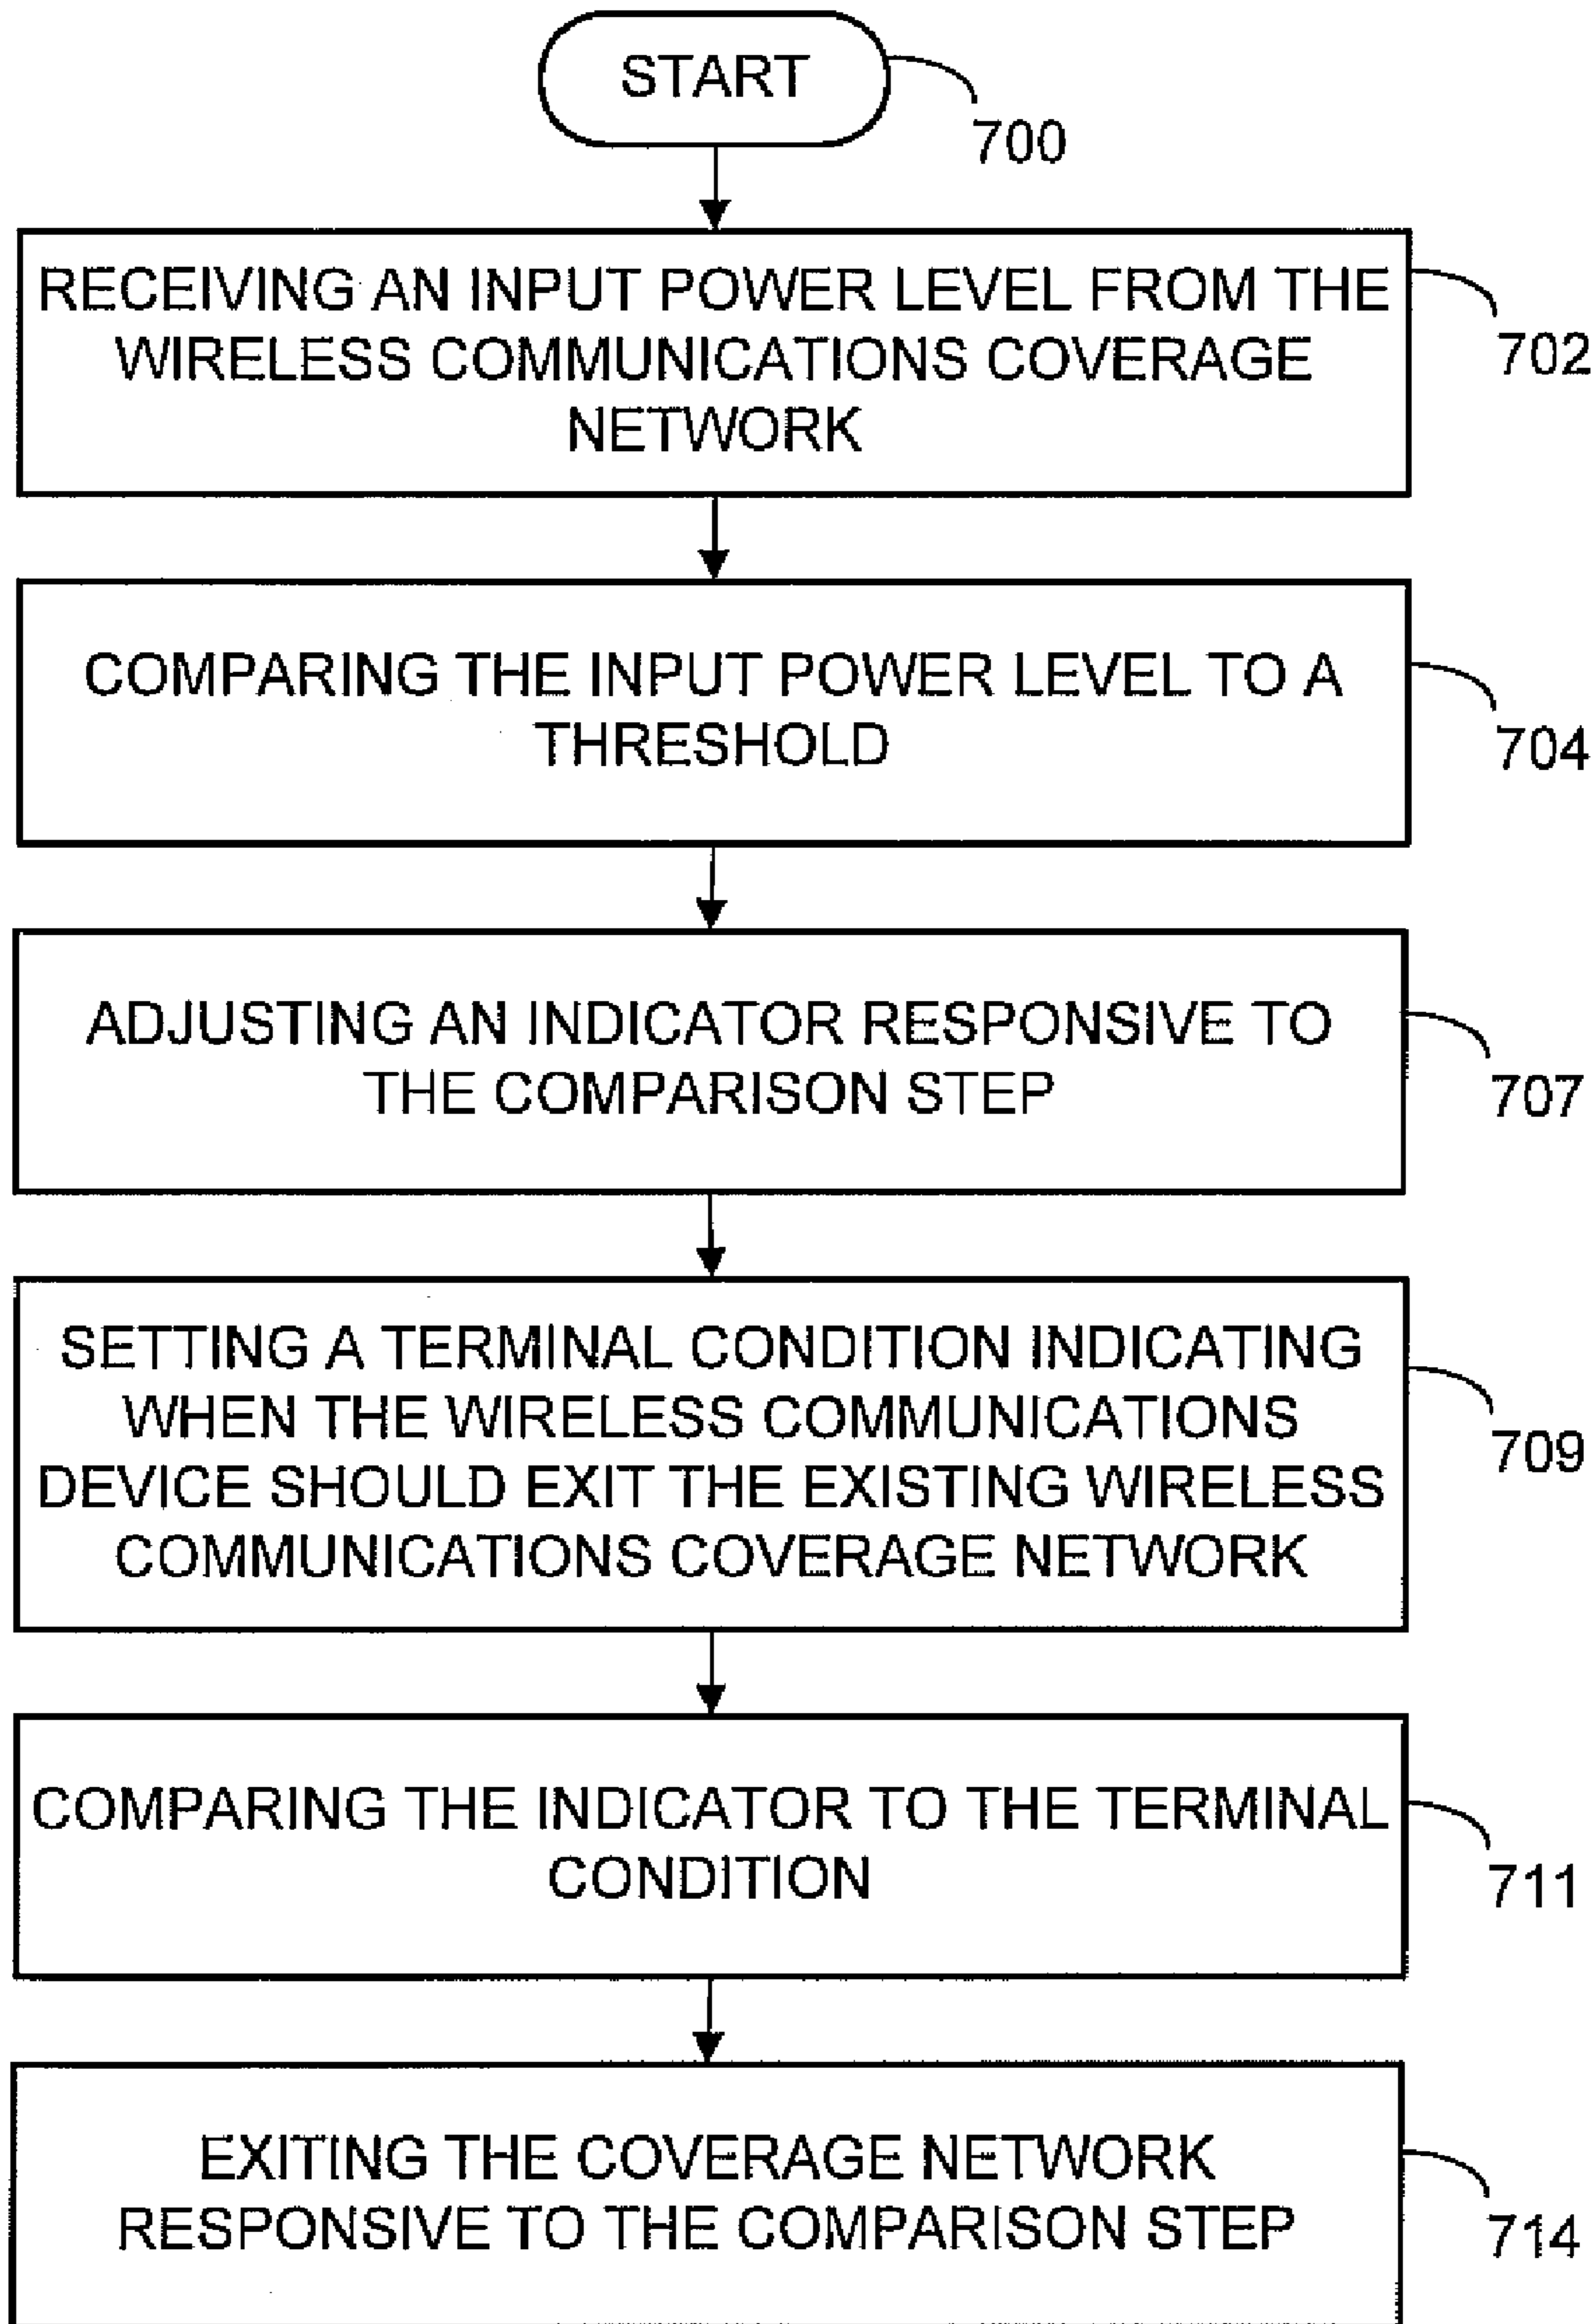 START
700
RECEIVING AN INPUT POWER LEVEL FROM THE
WIRELESS COMMUNICATIONS COVERAGE
NETWORK
702
COMPARING THE INPUT POWER LEVEL TO A
THRESHOLD
704
ADJUSTING AN INDICATOR RESPONSIVE TO
THE COMPARISON STEP
707
SETTING A TERMINAL CONDITION INDICATING
WHEN THE WIRELESS COMMUNICATIONS
DEVICE SHOULD EXIT THE EXISTING WIRELESS
COMMUNICATIONS COVERAGE NETWORK
709
COMPARING THE INDICATOR TO THE TERMINAL
CONDITION
711
EXITING THE COVERAGE NETWORK
RESPONSIVE TO THE COMPARISON STEP
714